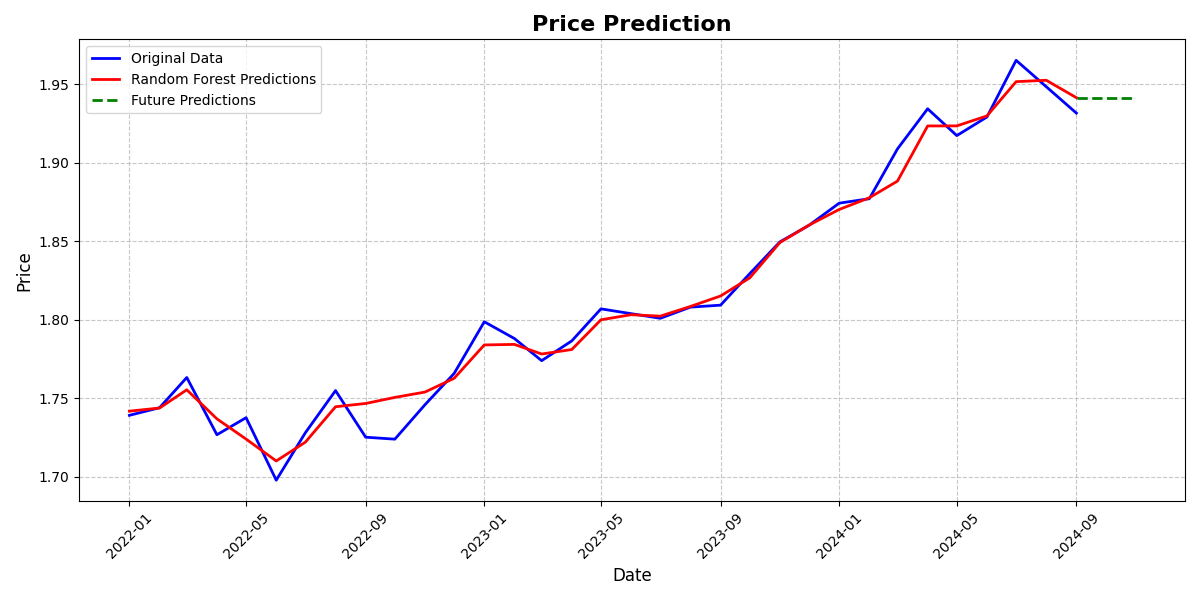 Price Prediction
Original Data
Random Forest Predictions
Future Predictions
Price
1.95
1.90
1.85
1.80
1.75
1.70
2022-01
2022-05
2022-09
2023-01
2023-05
2023-09
2024-01
2024-05
2024-09
Date